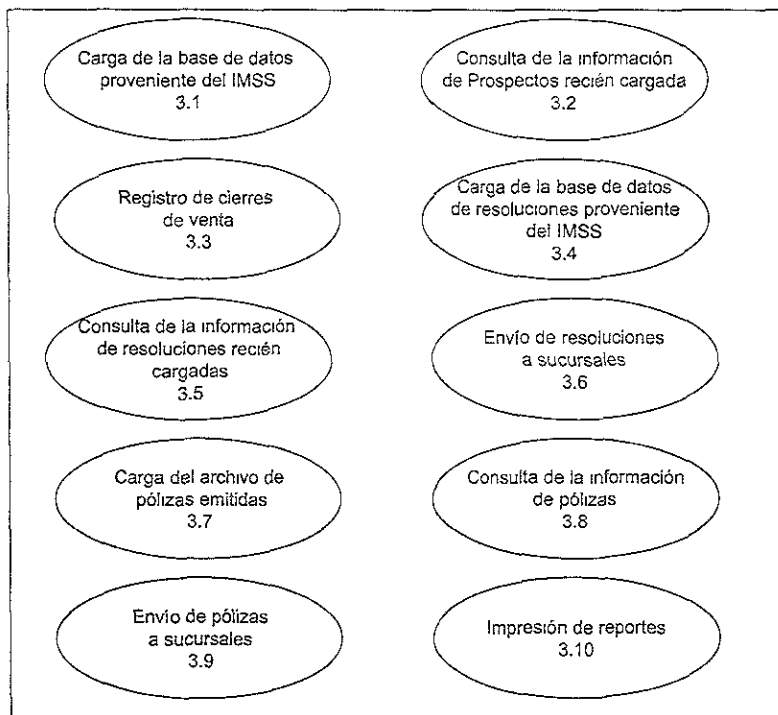 Carga de la base de datos
proveniente del IMSS
3.1
Consulta de la información
de Prospectos recién cargada
3.2
Registro de cierres
de venta
3.3
Carga de la base de datos
de resoluciones proveniente
del IMSS
3.4
Consulta de la información
de resoluciones recién
cargadas
3.5
Envío de resoluciones
a sucursales
3.6
Carga del archivo de
pólizas emitidas
3.7
Consulta de la información
de pólizas
3.8
Envío de pólizas
a sucursales
3.9
Impresión de reportes
3.10